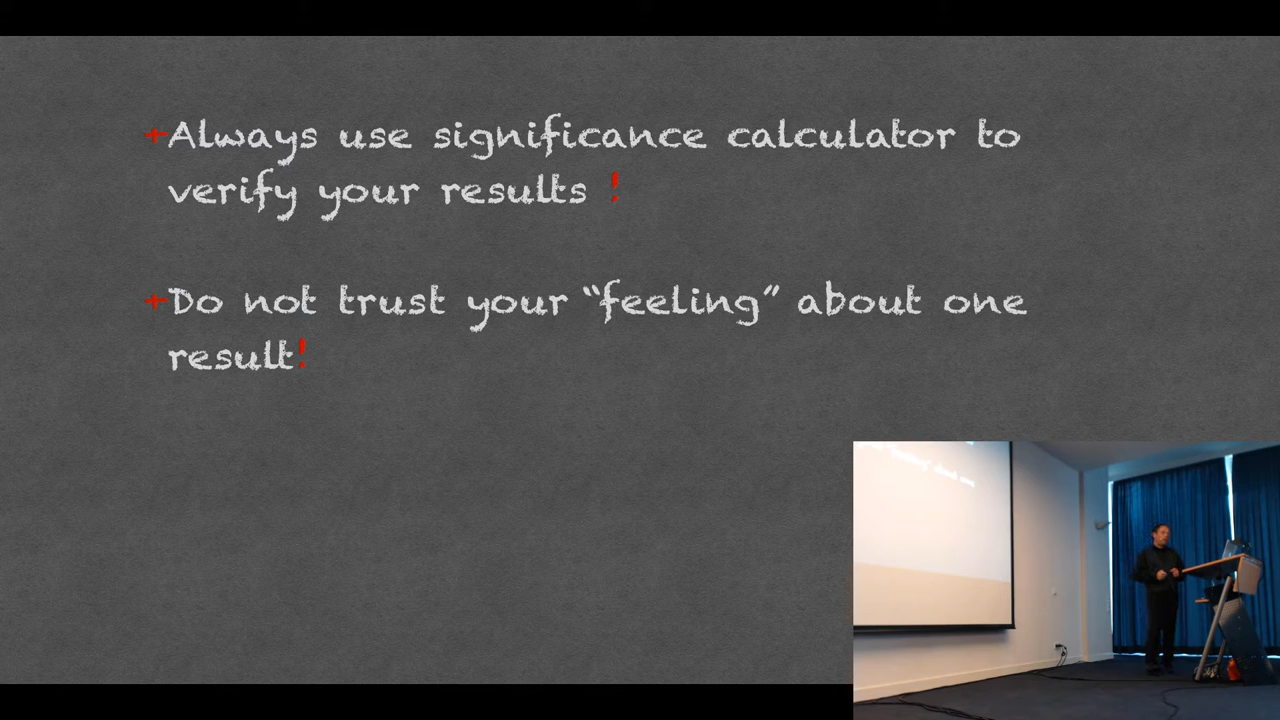 +Always use significance calculator to
verify your results !
+Do not trust your “feeling” about one
result!